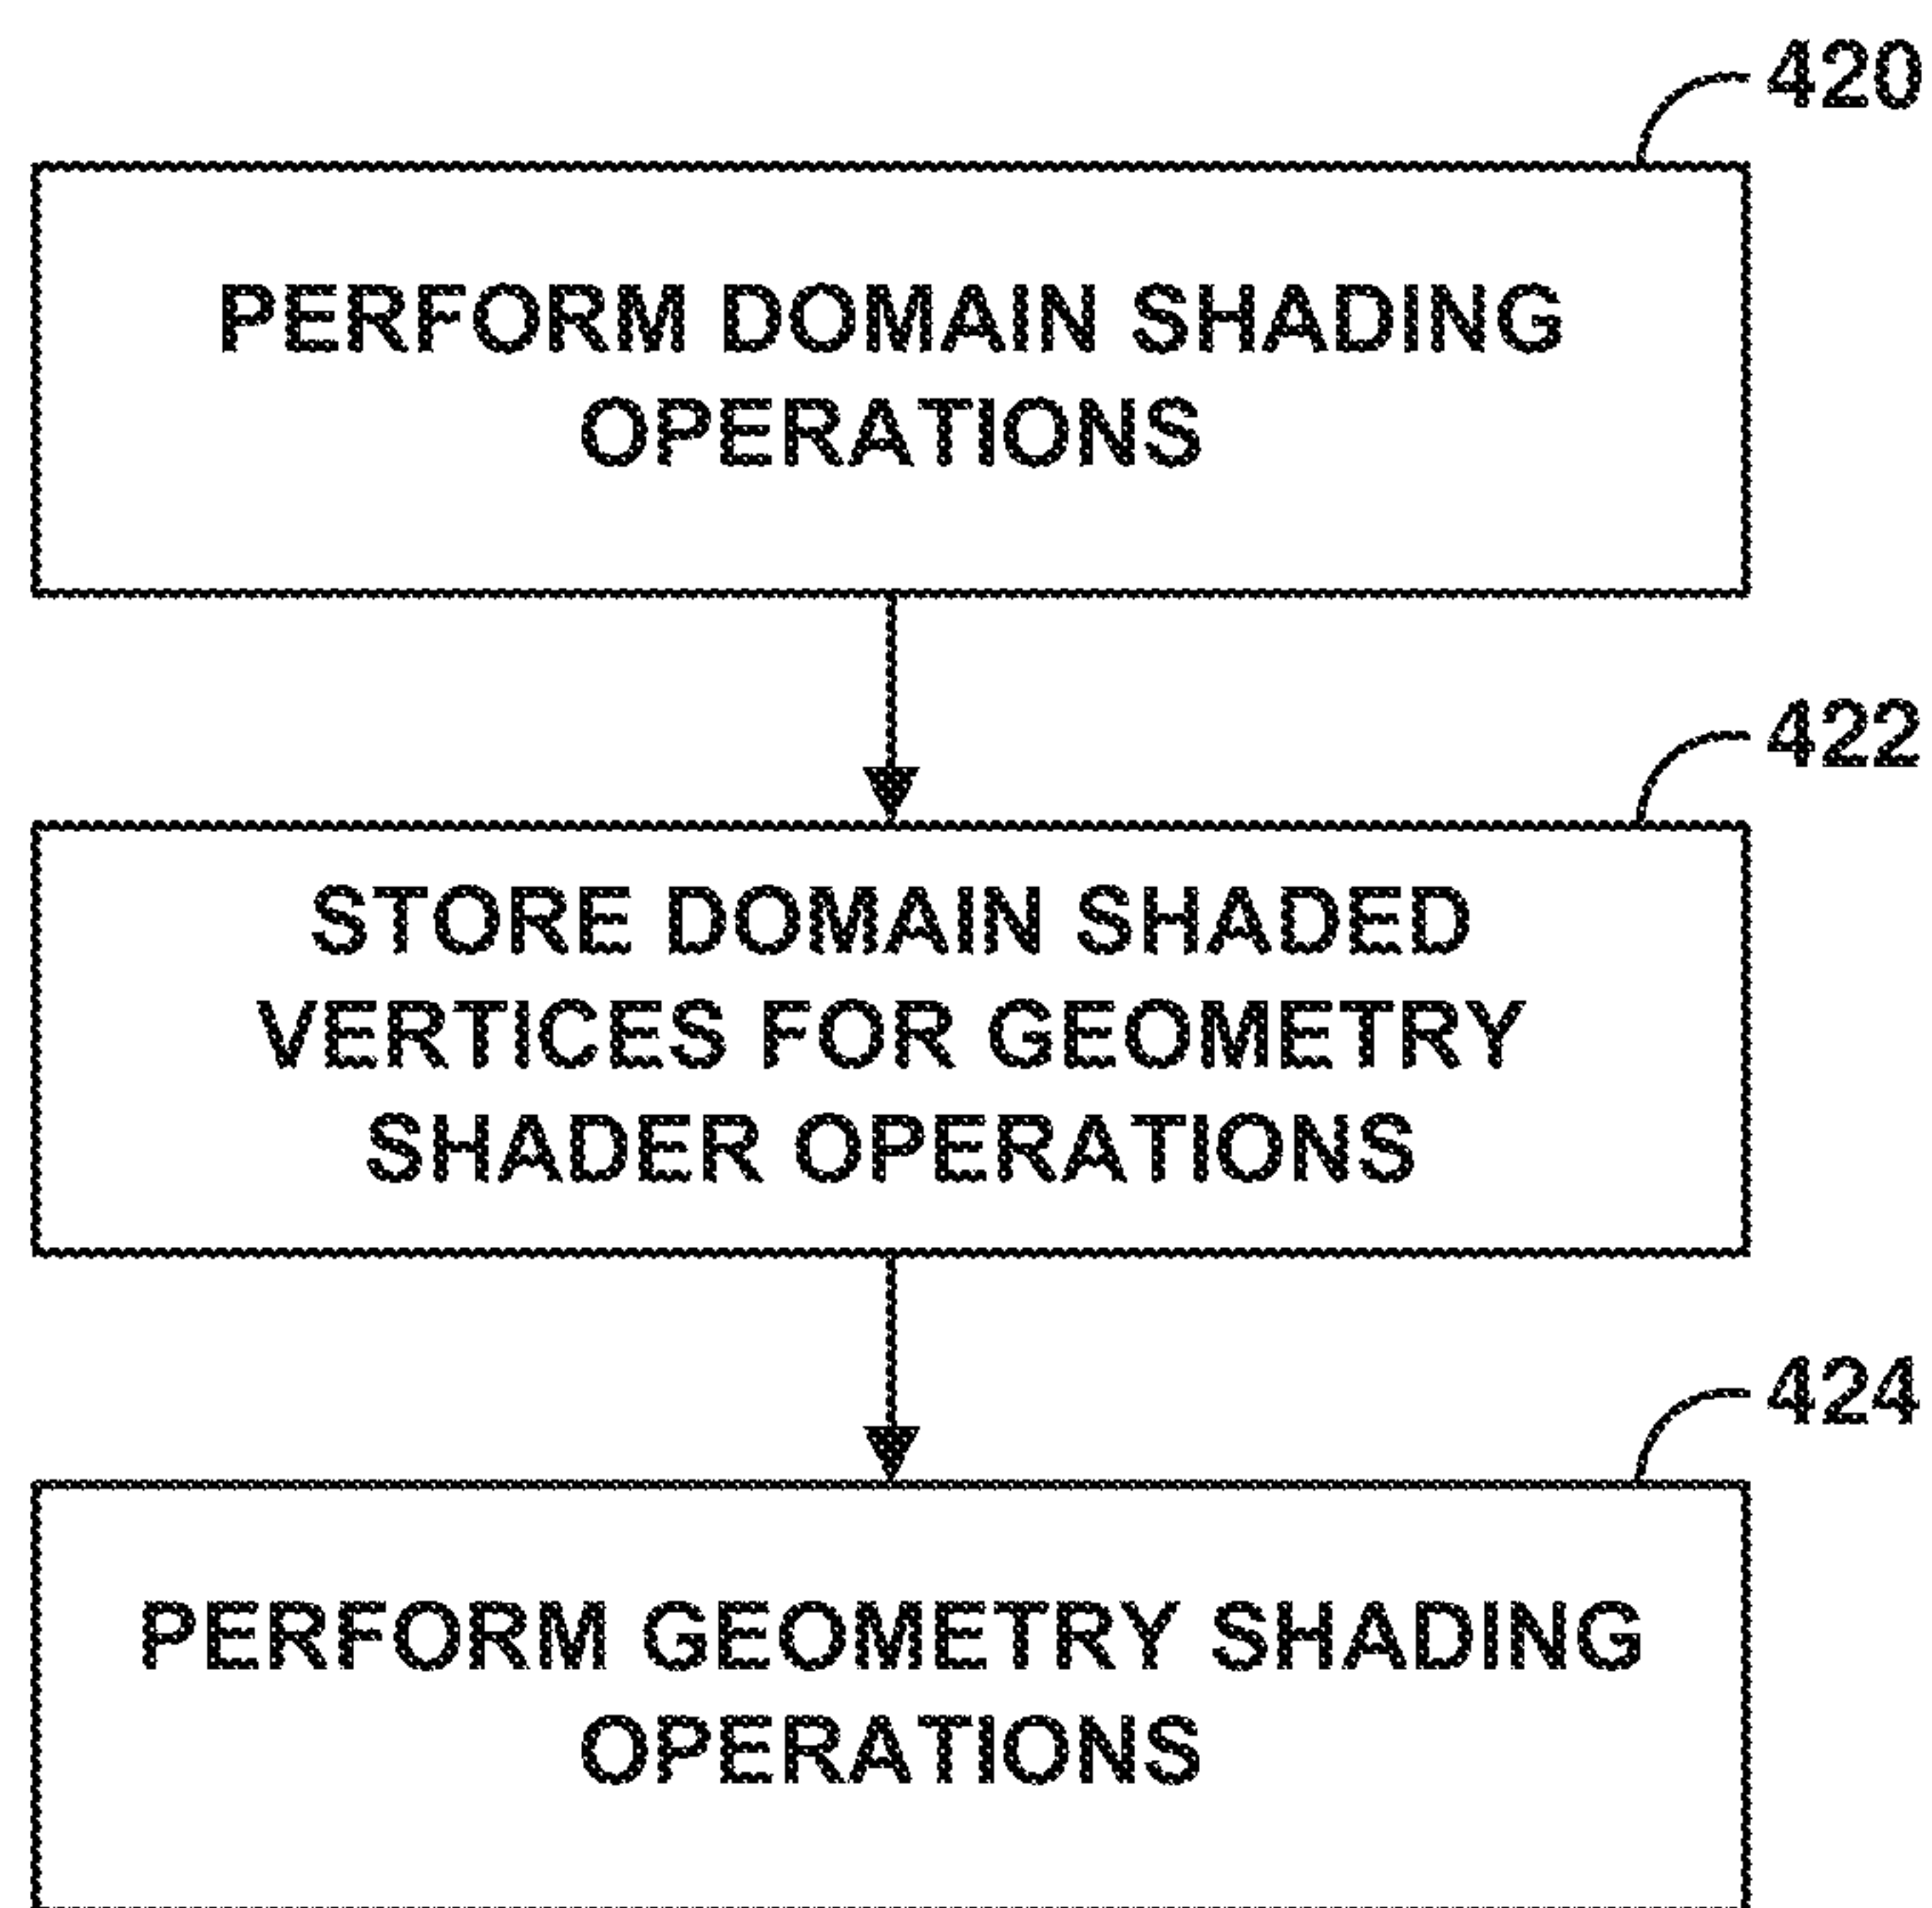 420
PERFORM DOMAIN SHADING
OPERATIONS
422
STORE DOMAIN SHADED
VERTICES FOR GEOMETRY
SHADER OPERATIONS
424
PERFORM GEOMETRY SHADING
OPERATIONS